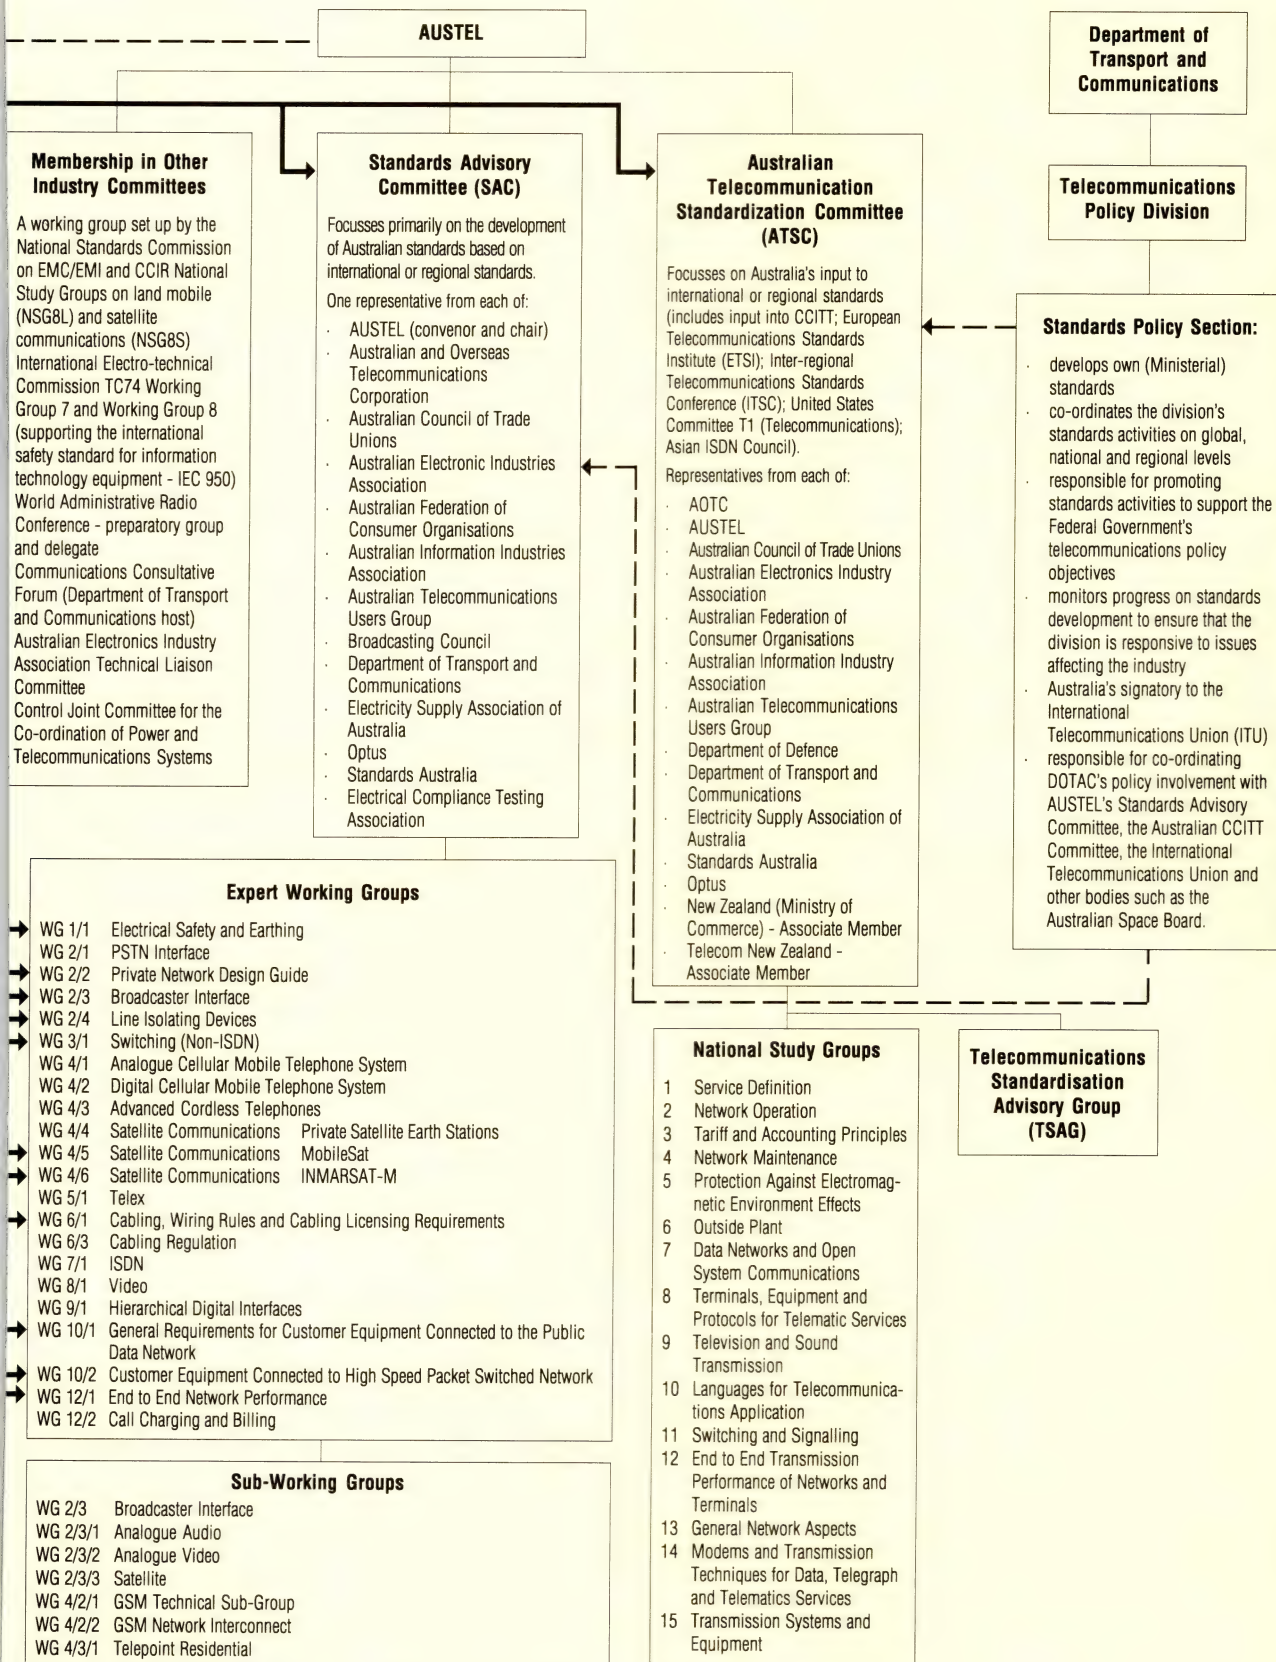 AUSTEL
Department of
Transport and
Communications
Telecommunications
Policy Division
Membership in Other
Industry Committees
A working group set up by the
National Standards Commission
on EMC/EMI and CCIR National
Study Groups on land mobile
(NSG8L) and satellite
communications (NSG8S)
International Electro-technical
Commission TC74 Working
Group 7 and Working Group 8
(supporting the international
safety standard for information
technology equipment - IEC 950)
World Administrative Radio
Conference - preparatory group
and delegate
Communications Consultative
Forum (Department of Transport
and Communications host)
Australian Electronics Industry
Association Technical Liaison
Committee
Control Joint Committee for the
Co-ordination of Power and
Telecommunications Systems
Standards Advisory
Committee (SAC)
Focusses primarily on the development
of Australian standards based on
international or regional standards.
One representative from each of:
· AUSTEL (convenor and chair)
· Australian and Overseas
Telecommunications
Corporation
· Australian Council of Trade
Unions
· Australian Electronic Industries
Association
· Australian Federation of
Consumer Organisations
· Australian Information Industries
Association
· Australian Telecommunications
Users Group
· Broadcasting Council
· Department of Transport and
Communications
· Electricity Supply Association of
Australia
· Optus
· Standards Australia
· Electrical Compliance Testing
Association
Australian
Telecommunication
Standardization Committee
(ATSC)
Focusses on Australia's input to
international or regional standards
(includes input into CCITT; European
Telecommunications Standards
Institute (ETSI); Inter-regional
Telecommunications Standards
Conference (ITSC); United States
Committee T1 (Telecommunications);
Asian ISDN Council).
Representatives from each of:
· AOTC
· AUSTEL
· Australian Council of Trade Unions
· Australian Electronics Industry
Association
· Australian Federation of
Consumer Organisations
· Australian Information Industry
Association
· Australian Telecommunications
Users Group
· Department of Defence
· Department of Transport and
Communications
· Electricity Supply Association of
Australia
· Standards Australia
· Optus
· New Zealand (Ministry of
Commerce) - Associate Member
· Telecom New Zealand -
Associate Member
Standards Policy Section:
· develops own (Ministerial)
standards
· co-ordinates the division's
standards activities on global,
national and regional levels
· responsible for promoting
standards activities to support the
Federal Government's
telecommunications policy
objectives
· monitors progress on standards
development to ensure that the
division is responsive to issues
affecting the industry
· Australia's signatory to the
International
Telecommunications Union (ITU)
· responsible for co-ordinating
DOTAC's policy involvement with
AUSTEL's Standards Advisory
Committee, the Australian CCITT
Committee, the International
Telecommunications Union and
other bodies such as the
Australian Space Board.
Expert Working Groups
WG 1/1 Electrical Safety and Earthing
WG 2/1 PSTN Interface
WG 2/2 Private Network Design Guide
WG 2/3 Broadcaster Interface
WG 2/4 Line Isolating Devices
WG 3/1 Switching (Non-ISDN)
WG 4/1 Analogue Cellular Mobile Telephone System
WG 4/2 Digital Cellular Mobile Telephone System
WG 4/3 Advanced Cordless Telephones
WG 4/4 Satellite Communications Private Satellite Earth Stations
WG 4/5 Satellite Communications MobileSat
WG 4/6 Satellite Communications INMARSAT-M
WG 5/1 Telex
WG 6/1 Cabling, Wiring Rules and Cabling Licensing Requirements
WG 6/3 Cabling Regulation
WG 7/1 ISDN
WG 8/1 Video
WG 9/1 Hierarchical Digital Interfaces
WG 10/1 General Requirements for Customer Equipment Connected to the Public
Data Network
WG 10/2 Customer Equipment Connected to High Speed Packet Switched Network
WG 12/1 End to End Network Performance
WG 12/2 Call Charging and Billing
Sub-Working Groups
WG 2/3 Broadcaster Interface
WG 2/3/1 Analogue Audio
WG 2/3/2 Analogue Video
WG 2/3/3 Satellite
WG 4/2/1 GSM Technical Sub-Group
WG 4/2/2 GSM Network Interconnect
WG 4/3/1 Telepoint Residential
National Study Groups
1 Service Definition
2 Network Operation
3 Tariff and Accounting Principles
4 Network Maintenance
5 Protection Against Electromag-
netic Environment Effects
6 Outside Plant
7 Data Networks and Open
System Communications
8 Terminals, Equipment and
Protocols for Telematic Services
9 Television and Sound
Transmission
10 Languages for Telecommunica-
tions Application
11 Switching and Signalling
12 End to End Transmission
Performance of Networks and
Terminals
13 General Network Aspects
14 Modems and Transmission
Techniques for Data, Telegraph
and Telematics Services
15 Transmission Systems and
Equipment
Telecommunications
Standardisation
Advisory Group
(TSAG)